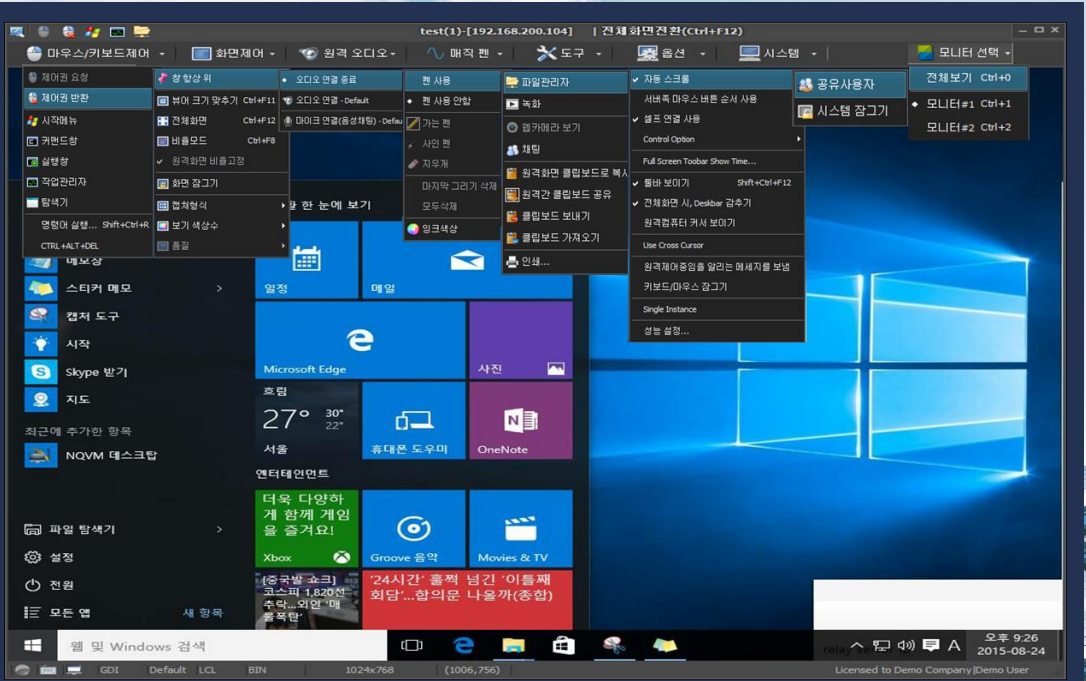 test(1)-[192.168.200.104] | 전체화면전환(Ctrl+F12)
마우스/키보드제어
화면제어
원격 오디오
매직 펜
도구
옵션
시스템
모니터 선택
제어권 요청
제어권 반환
시작메뉴
커맨드창
실행창
작업관리자
탐색기
명령어 실행... Shift+Ctrl+R
CTRL+ALT+DEL
창 항상 위
뷰어 크기 맞추기 Ctrl+F11
전체화면 Ctrl+F12
비율모드 Ctrl+F8
원격화면 비율고정
화면 잠그기
캡처형식
보기 색상수
품질
오디오 연결 종료
오디오 연결 - Default
마이크 연결(음성채팅) - Defau
펜 사용
펜 사용 안함
가는 펜
사인 펜
지우개
마지막 그리기 삭제
모두삭제
잉크색상
파일관리자
녹화
웹카메라 보기
채팅
원격화면 클립보드로 복사
원격간 클립보드 공유
클립보드 보내기
클립보드 가져오기
인쇄...
자동 스크롤
서버쪽 마우스 버튼 순서 사용
셀프 연결 사용
Control Option
Full Screen Toobar Show Time...
툴바 보이기 Shift+Ctrl+F12
전체화면 시, Deskbar 감추기
원격컴퓨터 커서 보이기
Use Cross Cursor
원격제어중임을 알리는 메세지를 보냄
키보드/마우스 잠그기
Single Instance
성능 설정...
공유사용자
시스템 잠그기
전체보기 Ctrl+0
모니터#1 Ctrl+1
모니터#2 Ctrl+2
한 눈에 보기
메모장
스티커 메모
캡처 도구
시작
Skype 받기
지도
최근에 추가한 항목
NQVM 데스크탑
파일 탐색기
설정
전원
모든 앱 새 항목
일정
메일
Microsoft Edge
사진
흐림
27° 30°
22°
서울
휴대폰 도우미
OneNote
엔터테인먼트
더욱 다양하
게 함께 게임
을 즐겨요!
Xbox
Groove 음악
Movies & TV
[중국발 쇼크]
코스피 1,820선
추락...외인 '매
물폭탄'
'24시간' 훌쩍 넘긴 '이틀째
회담'...합의문 나올까(종합)
웹 및 Windows 검색
relay
A
오후 9:26
2015-08-24
GDI Default LCL BIN 1024x768 (1006,756)
Licensed to Demo Company|Demo User